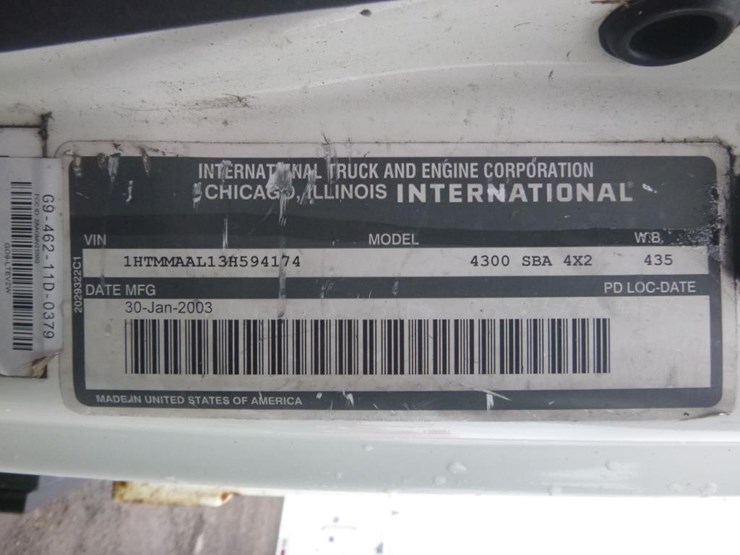 INTERNATIONAL TRUCK AND ENGINE CORPORATION
CHICAGO, ILLINOIS INTERNATIONAL®
VIN MODEL W.B.
1HTMMAAL13H594174 4300 SBA 4X2 435
DATE MFG PD LOC-DATE
30-Jan-2003
MADE IN UNITED STATES OF AMERICA
2029322C1
G9-462-11D-0379